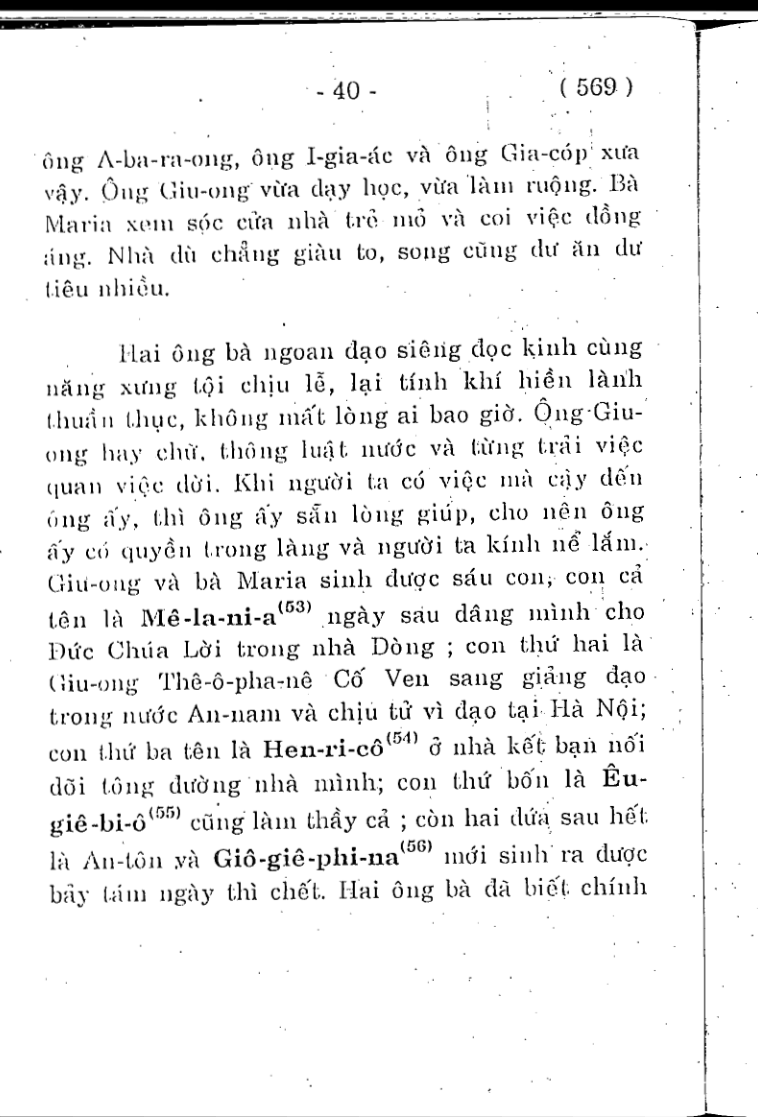 - 40 - ( 569 )
ông A-ba-ra-ong, ông I-gia-ác và ông Gia-cóp xưa
vậy. Ông Giu-ong vừa dạy học, vừa làm ruộng. Bà
Maria xem sóc cửa nhà trẻ mỏ và coi việc đồng
áng. Nhà dù chẳng giàu to, song cũng dư ăn dư
tiêu nhiều.
Hai ông bà ngoan đạo siêng đọc kinh cùng
năng xưng tội chịu lễ, lại tính khí hiền lành
thuần thục, không mất lòng ai bao giờ. Ông Giu-
ong hay chữ, thông luật nước và từng trải việc
quan việc đời. Khi người ta có việc mà cậy đến
ông ấy, thì ông ấy sẵn lòng giúp, cho nên ông
ấy có quyền trong làng và người ta kính nể lắm.
Giu-ong và bà Maria sinh được sáu con, con cả
tên là Mê-la-ni-a(53) ngày sau dâng mình cho
Đức Chúa Lời trong nhà Dòng ; con thứ hai là
Giu-ong Thê-ô-pha-nê Cố Ven sang giảng đạo
trong nước An-nam và chịu tử vì đạo tại Hà Nội;
con thứ ba tên là Hen-ri-cô(54) ở nhà kết bạn nối
dõi tông đường nhà mình; con thứ bốn là Êu-
giê-bi-ô(55) cũng làm thầy cả ; còn hai đứa sau hết
là An-tôn và Giô-giê-phi-na(56) mới sinh ra được
bảy tám ngày thì chết. Hai ông bà đã biết chính